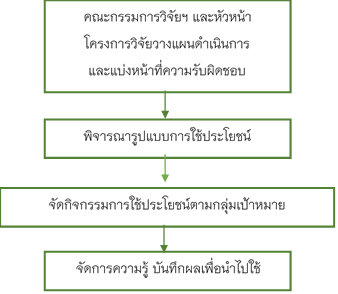 คณะกรรมการวิจัยฯ และหัวหน้า
โครงการวิจัยวางแผนดำเนินการ
และแบ่งหน้าที่ความรับผิดชอบ
พิจารณารูปแบบการใช้ประโยชน์
จัดกิจกรรมการใช้ประโยชน์ตามกลุ่มเป้าหมาย
จัดการความรู้ บันทึกผลเพื่อนำไปใช้